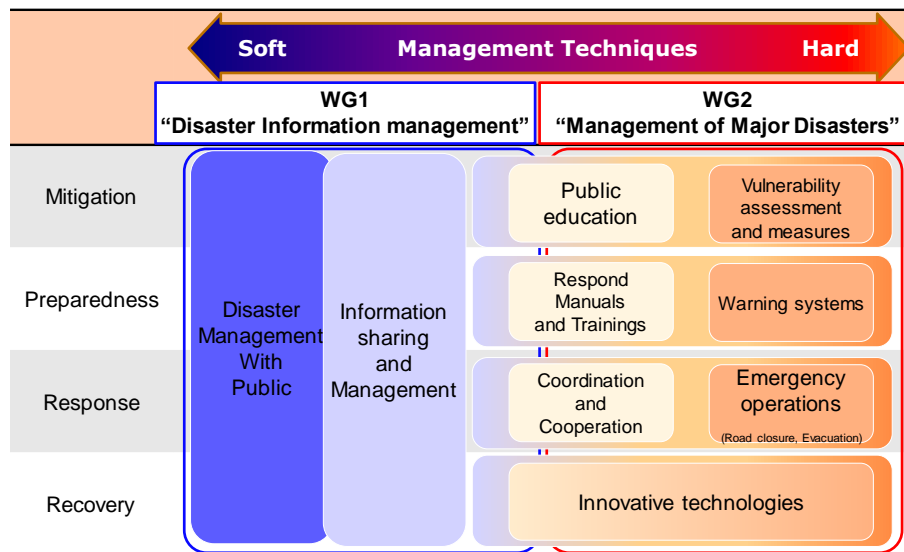 Soft Management Techniques Hard
WG1
“Disaster Information management”
WG2
“Management of Major Disasters”
Mitigation
Public
education
Vulnerability
assessment
and measures
Preparedness
Disaster
Management
With
Public
Information
sharing
and
Management
Respond
Manuals
and Trainings
Warning systems
Response
Coordination
and
Cooperation
Emergency
operations
(Road closure, Evacuation)
Recovery
Innovative technologies